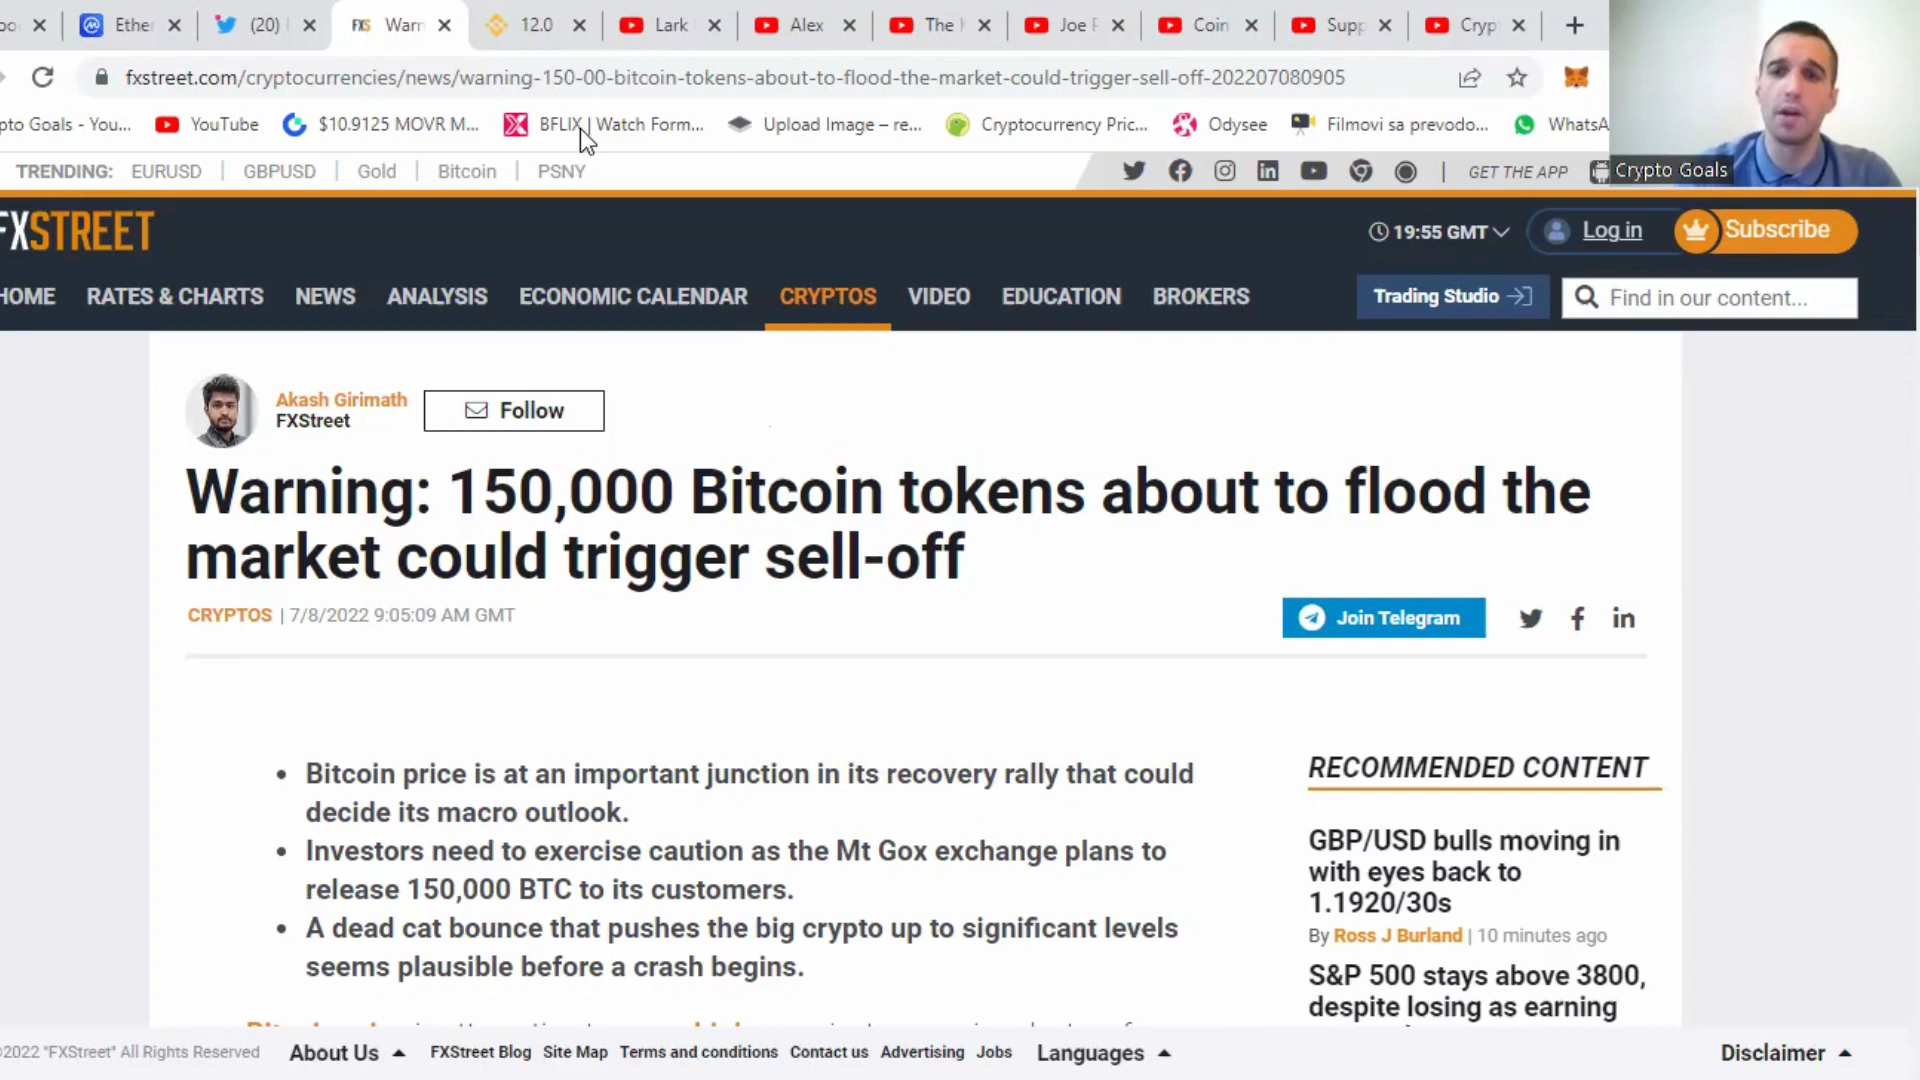 Ether
(20)
FXS Warn
12.0
Lark
Alex
The
Joe
Coin
Supp
Cryp
fxstreet.com/cryptocurrencies/news/warning-150-00-bitcoin-tokens-about-to-flood-the-market-could-trigger-sell-off-202207080905
pto Goals - You...
YouTube
$10.9125 MOVR M...
BFLIX | Watch Form...
Upload Image – re...
Cryptocurrency Pric...
Odysee
Filmovi sa prevodo...
WhatsA
Crypto Goals
TRENDING: EURUSD | GBPUSD | Gold | Bitcoin | PSNY
GET THE APP
FXSTREET
19:55 GMT
Log in
Subscribe
HOME RATES & CHARTS NEWS ANALYSIS ECONOMIC CALENDAR CRYPTOS VIDEO EDUCATION BROKERS
Trading Studio
Find in our content...
Akash Girimath
FXStreet
Follow
Warning: 150,000 Bitcoin tokens about to flood the
market could trigger sell-off
CRYPTOS | 7/8/2022 9:05:09 AM GMT
Join Telegram
• Bitcoin price is at an important junction in its recovery rally that could
decide its macro outlook.
• Investors need to exercise caution as the Mt Gox exchange plans to
release 150,000 BTC to its customers.
• A dead cat bounce that pushes the big crypto up to significant levels
seems plausible before a crash begins.
RECOMMENDED CONTENT
GBP/USD bulls moving in
with eyes back to
1.1920/30s
By Ross J Burland | 10 minutes ago
S&P 500 stays above 3800,
despite losing as earning
©2022 "FXStreet" All Rights Reserved
About Us
FXStreet Blog Site Map Terms and conditions Contact us Advertising Jobs
Languages
Disclaimer